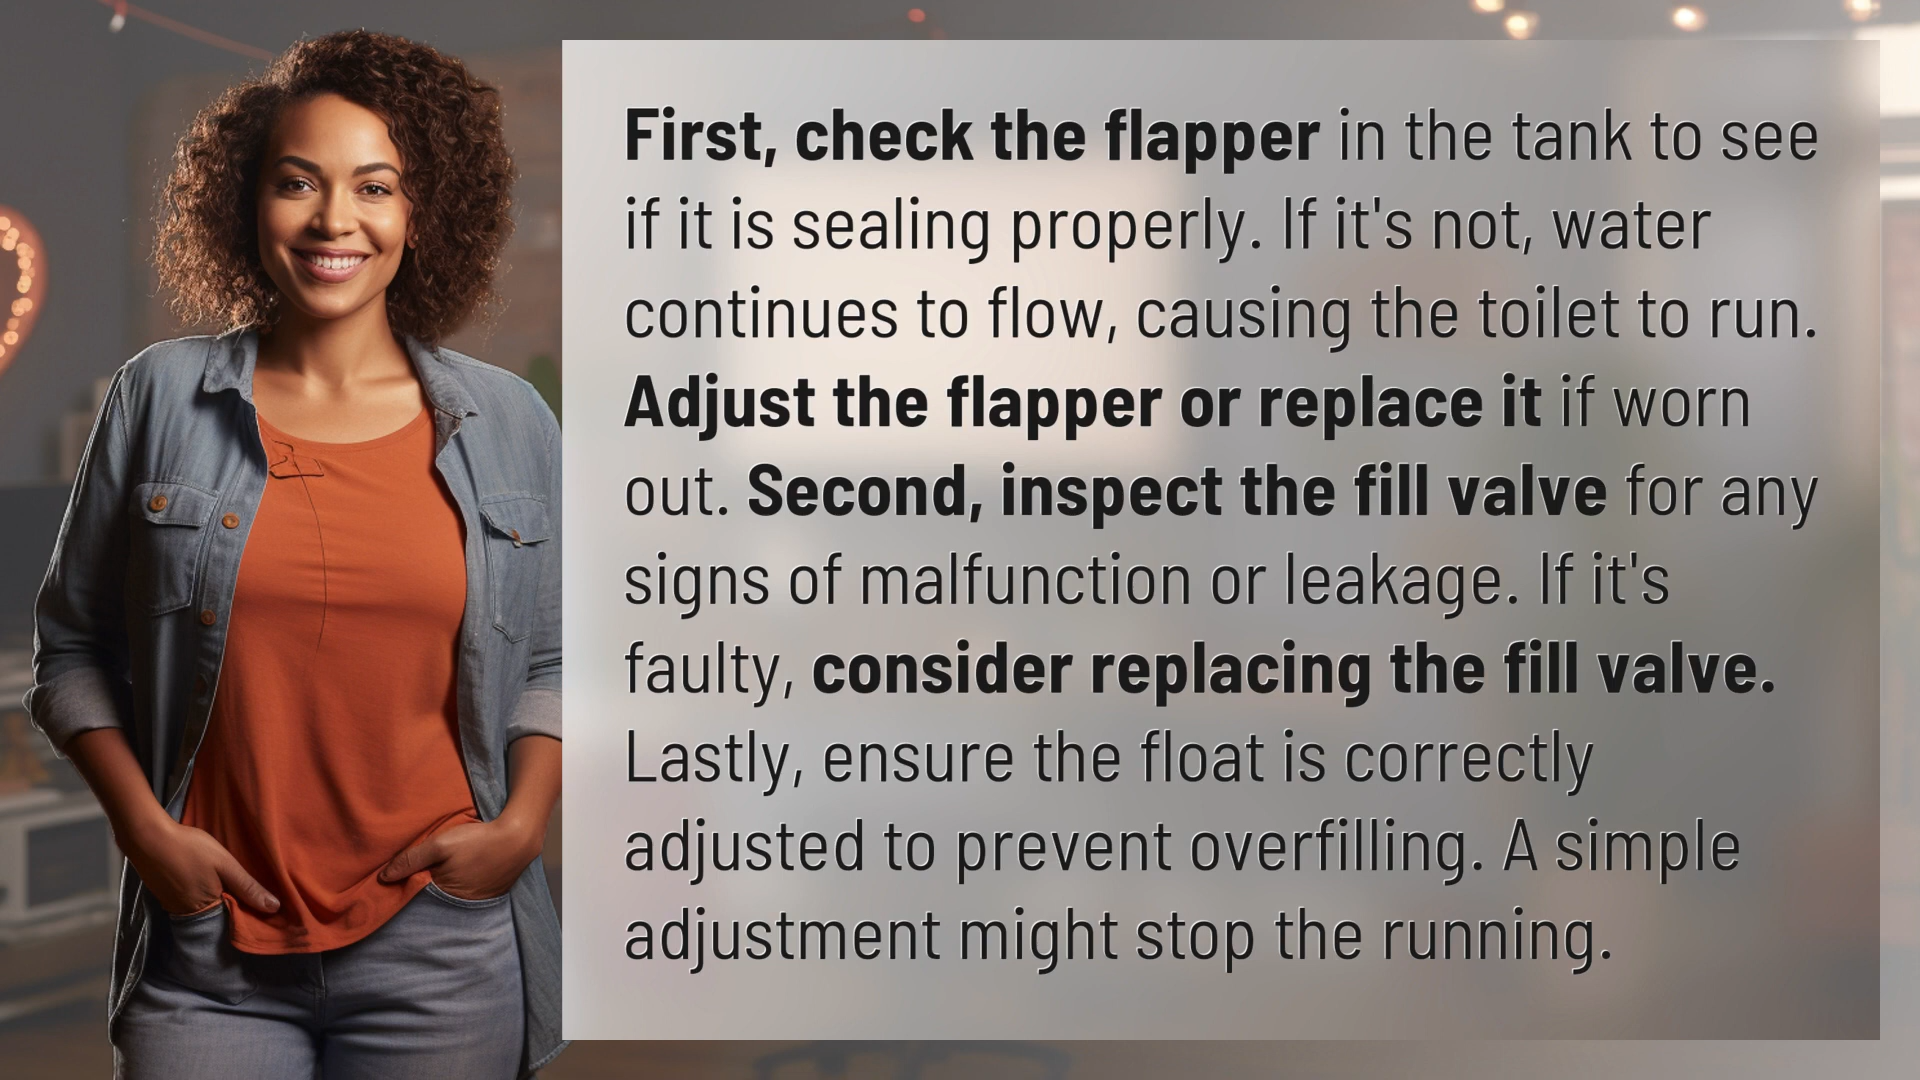 First, check the flapper in the tank to see
if it is sealing properly. If it's not, water
continues to flow, causing the toilet to run.
Adjust the flapper or replace it if worn
out. Second, inspect the fill valve for any
signs of malfunction or leakage. If it's
faulty, consider replacing the fill valve.
Lastly, ensure the float is correctly
adjusted to prevent overfilling. A simple
adjustment might stop the running.